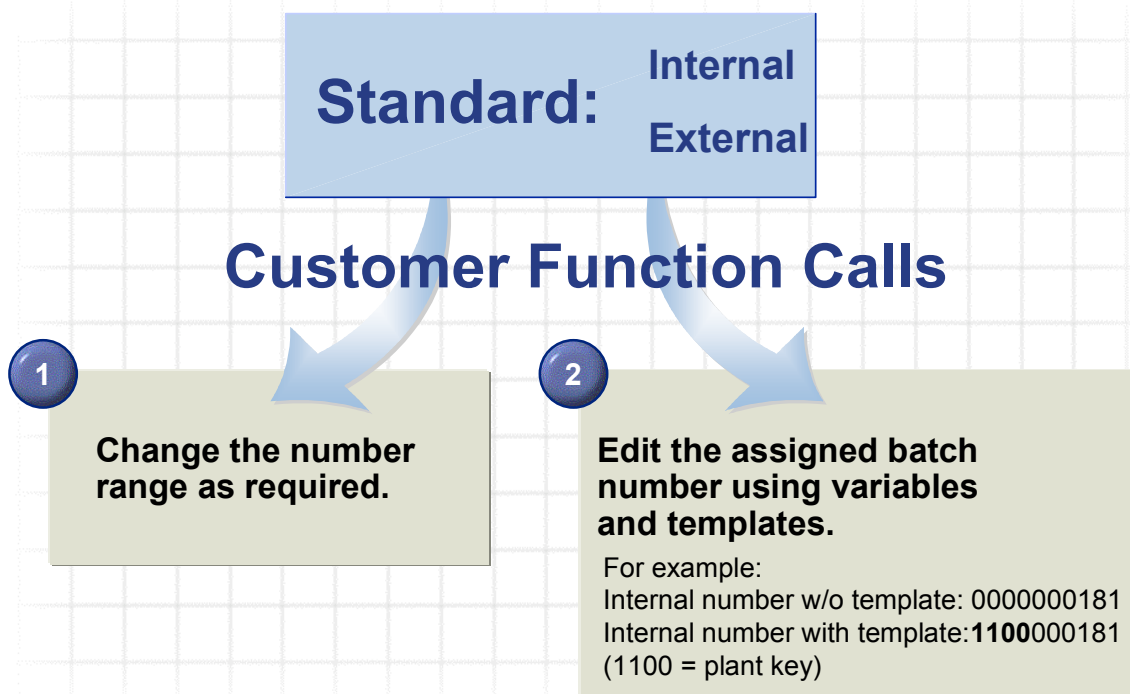 Standard:
Internal
External
Customer Function Calls
1
Change the number
range as required.
2
Edit the assigned batch
number using variables
and templates.
For example:
Internal number w/o template: 0000000181
Internal number with template:1100000181
(1100 = plant key)